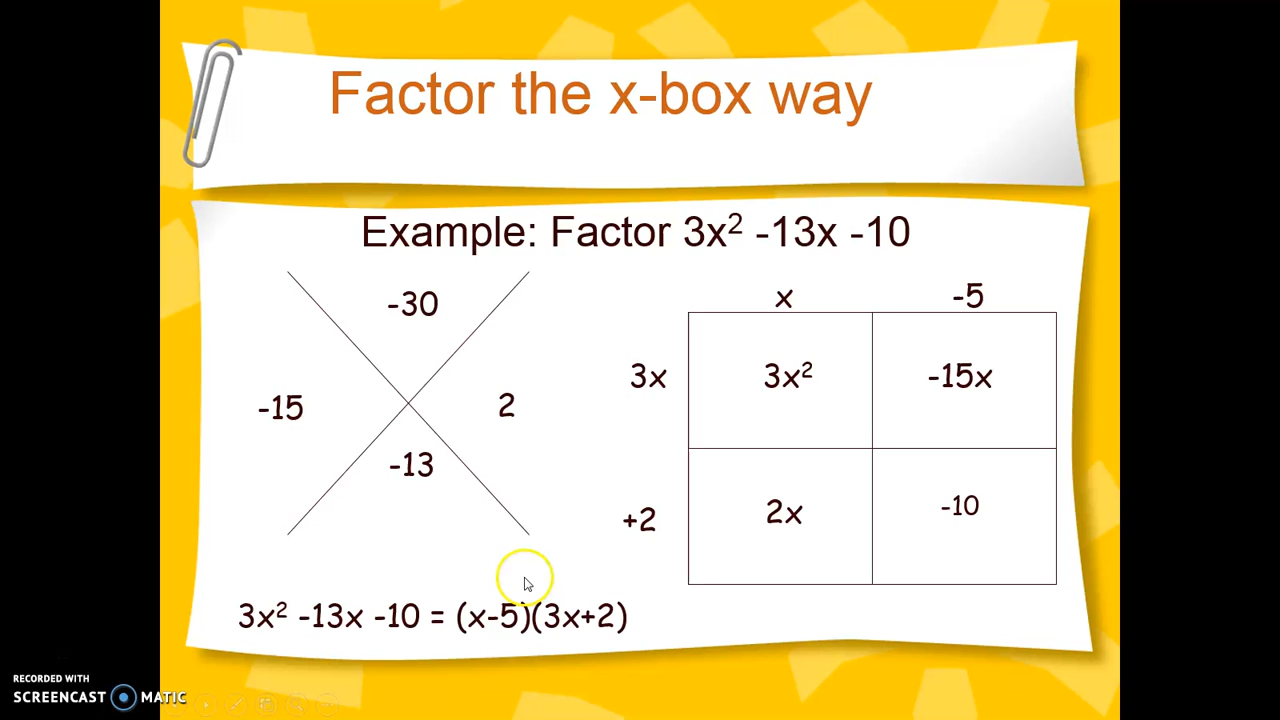 Factor the x-box way
Example: Factor 3x² -13x -10
-30
-15 2
-13
x -5
3x 3x² -15x
+2 2x -10
3x² -13x -10 = (x-5)(3x+2)
RECORDED WITH
SCREENCAST MATIC